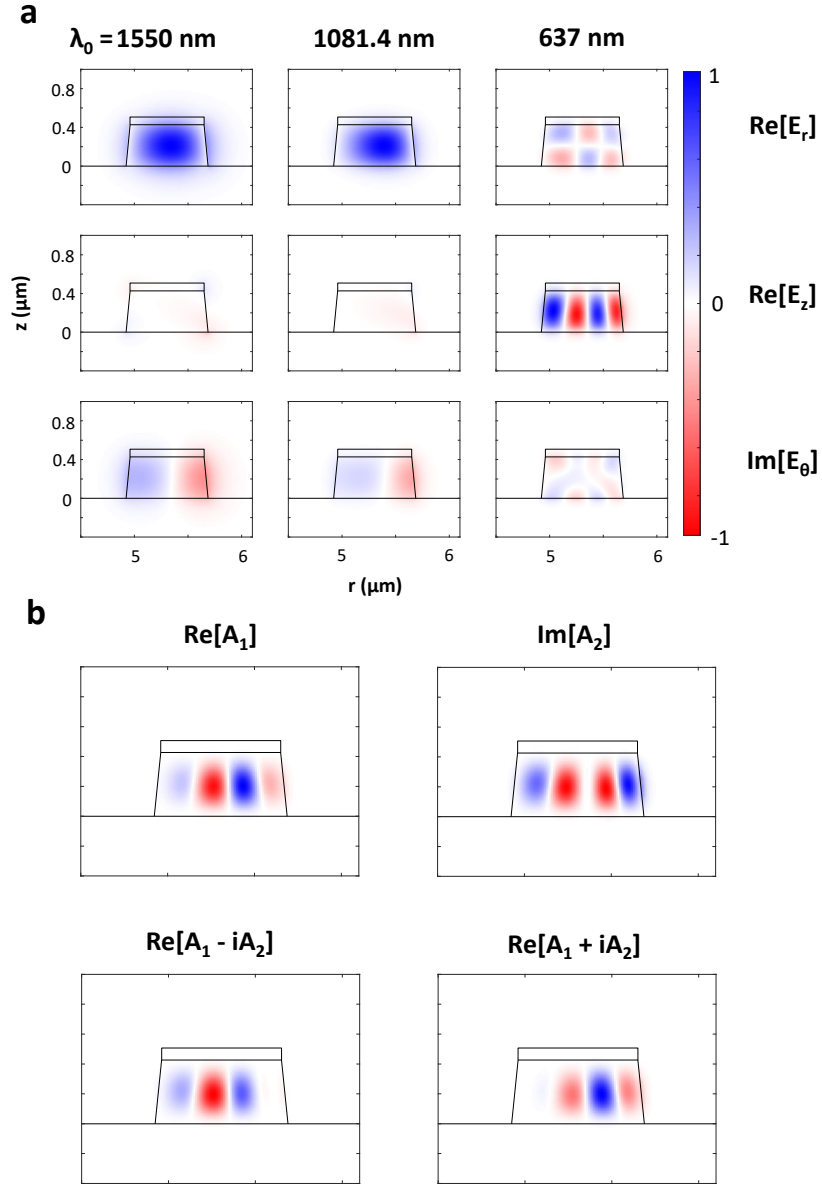 a
λ0 = 1550 nm 1081.4 nm 637 nm
0.8
0.4
0
1
Re[Er]
0.8
0.4
0
z (μm)
0
Re[Ez]
0.8
0.4
0
-1
Im[Eθ]
5 6 5 6 5 6
r (μm)
b
Re[A1] Im[A2]
Re[A1 - iA2] Re[A1 + iA2]